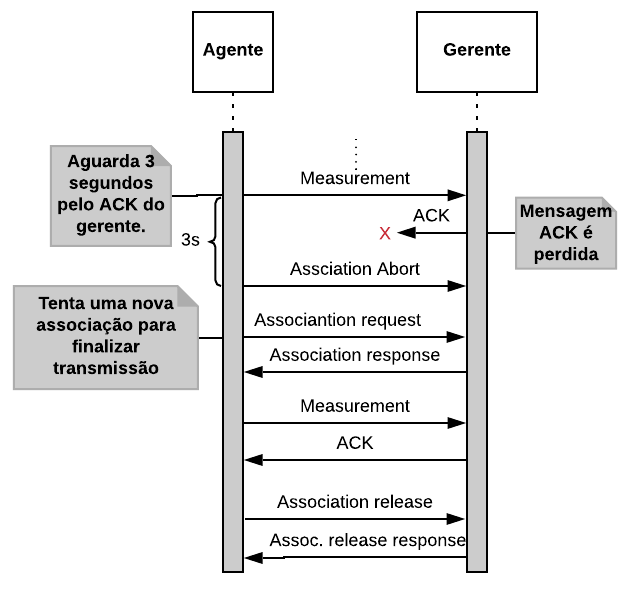 Agente
Gerente
Aguarda 3
segundos
pelo ACK do
gerente.
Measurement
ACK
X
Mensagem
ACK é
perdida
3s
Assciation Abort
Tenta uma nova
associação para
finalizar
transmissão
Associantion request
Association response
Measurement
ACK
Association release
Assoc. release response